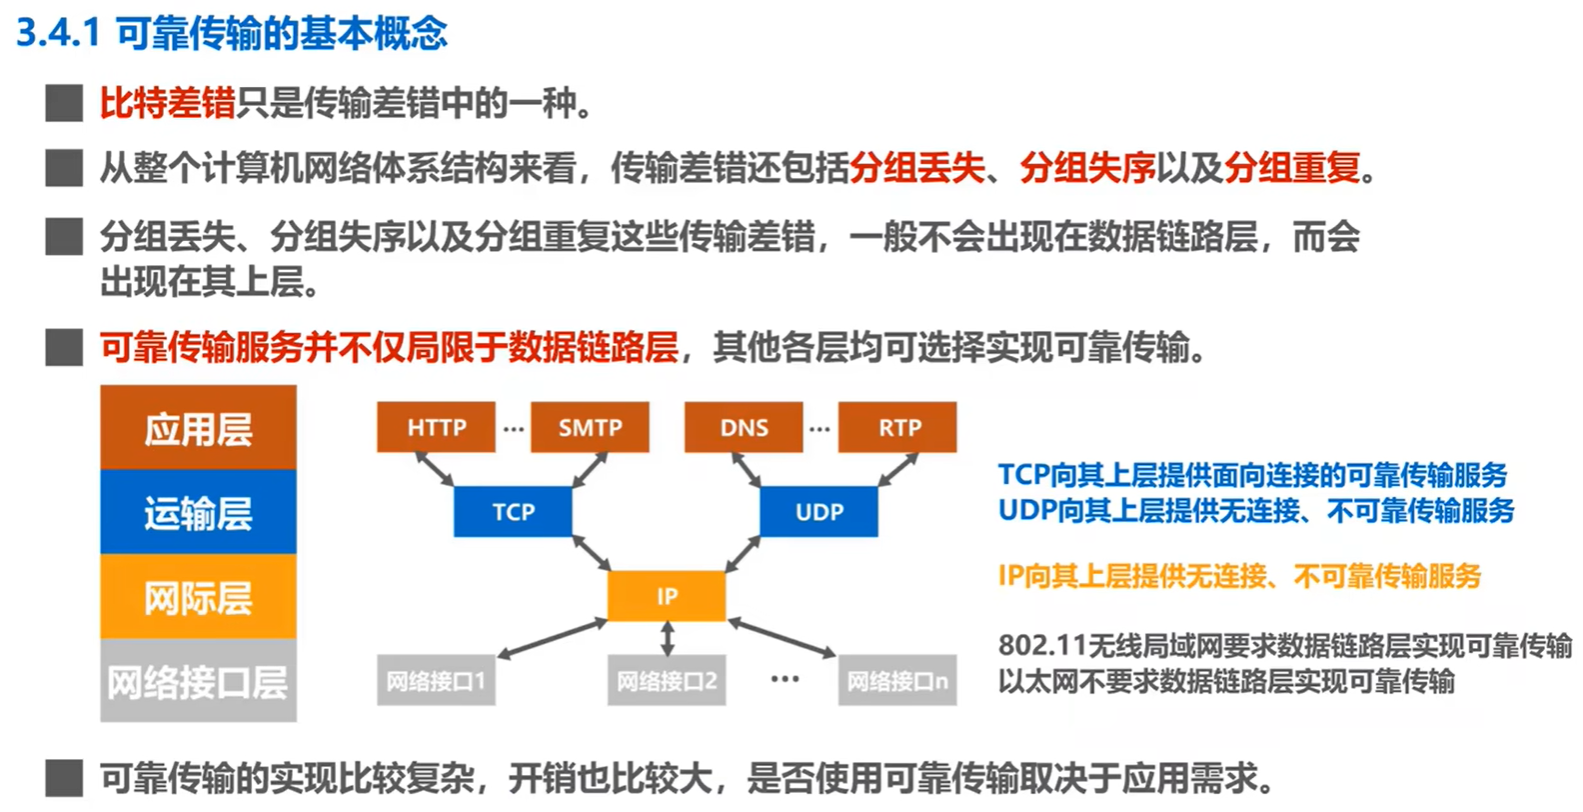 3.4.1 可靠传输的基本概念
比特差错只是传输差错中的一种。
从整个计算机网络体系结构来看，传输差错还包括分组丢失、分组失序以及分组重复。
分组丢失、分组失序以及分组重复这些传输差错，一般不会出现在数据链路层，而会
出现在其上层。
可靠传输服务并不仅局限于数据链路层，其他各层均可选择实现可靠传输。
应用层
HTTP ··· SMTP DNS ··· RTP
运输层
TCP UDP
TCP向其上层提供面向连接的可靠传输服务
UDP向其上层提供无连接、不可靠传输服务
网际层
IP
IP向其上层提供无连接、不可靠传输服务
网络接口层
网络接口1 网络接口2 ··· 网络接口n
802.11无线局域网要求数据链路层实现可靠传输
以太网不要求数据链路层实现可靠传输
可靠传输的实现比较复杂，开销也比较大，是否使用可靠传输取决于应用需求。